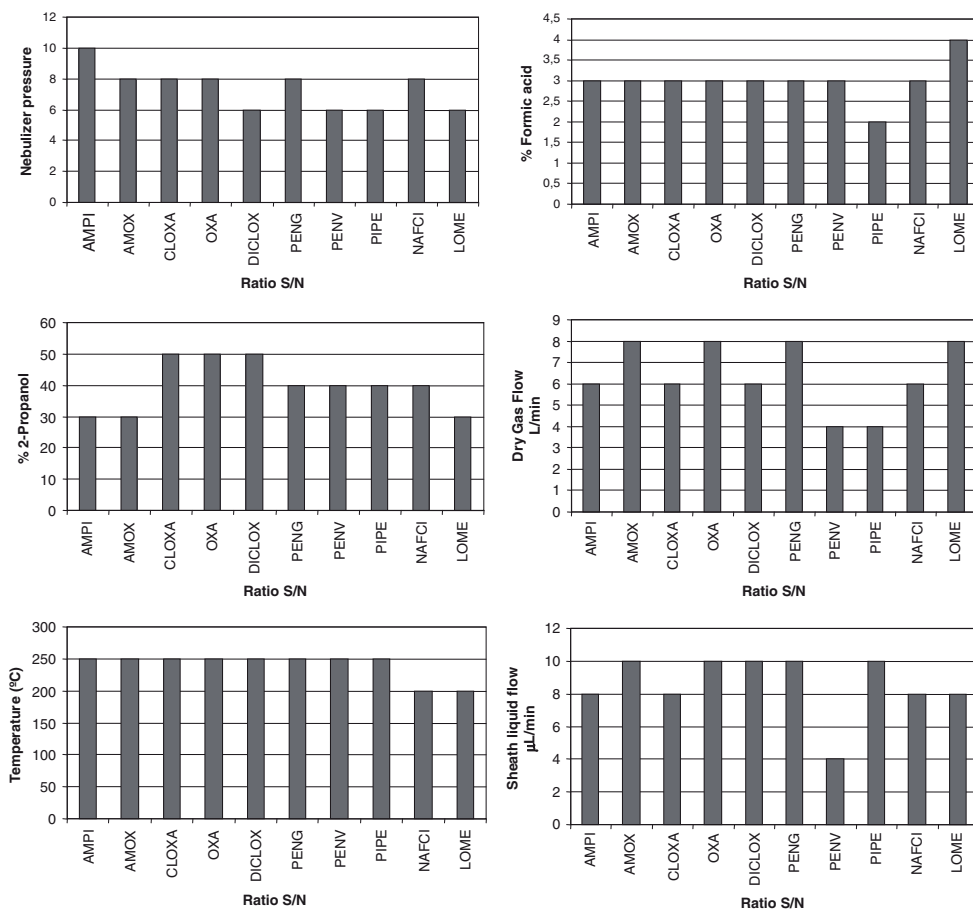 Nebulizer pressure
12
10
8
6
4
2
0
AMPI
AMOX
CLOXA
OXA
DICLOX
PENG
PENV
PIPE
NAFCI
LOME
Ratio S/N
% Formic acid
4,5
4
3,5
3
2,5
2
1,5
1
0,5
0
AMPI
AMOX
CLOXA
OXA
DICLOX
PENG
PENV
PIPE
NAFCI
LOME
Ratio S/N
% 2-Propanol
60
50
40
30
20
10
0
AMPI
AMOX
CLOXA
OXA
DICLOX
PENG
PENV
PIPE
NAFCI
LOME
Ratio S/N
Dry Gas Flow
L/min
9
8
7
6
5
4
3
2
1
0
AMPI
AMOX
CLOXA
OXA
DICLOX
PENG
PENV
PIPE
NAFCI
LOME
Ratio S/N
Temperature (ºC)
300
250
200
150
100
50
0
AMPI
AMOX
CLOXA
OXA
DICLOX
PENG
PENV
PIPE
NAFCI
LOME
Ratio S/N
Sheath liquid flow
µL/min
12
10
8
6
4
2
0
AMPI
AMOX
CLOXA
OXA
DICLOX
PENG
PENV
PIPE
NAFCI
LOME
Ratio S/N